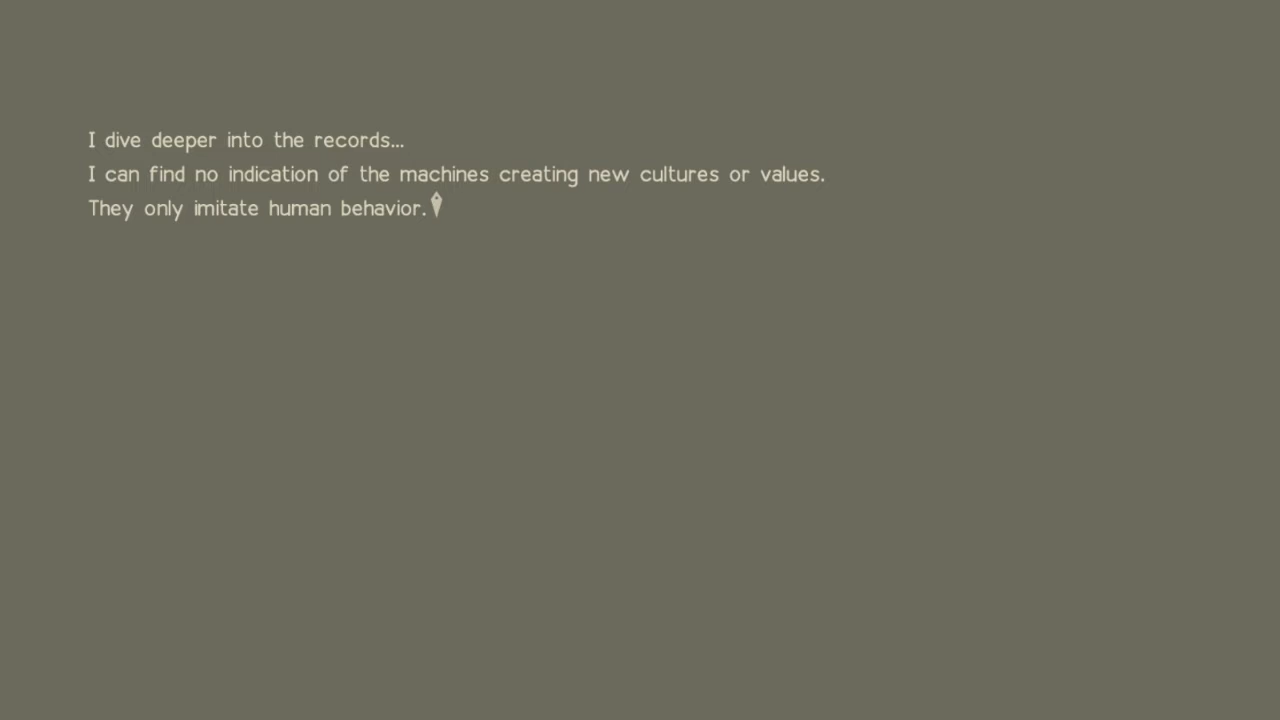 I dive deeper into the records...
I can find no indication of the machines creating new cultures or values.
They only imitate human behavior.